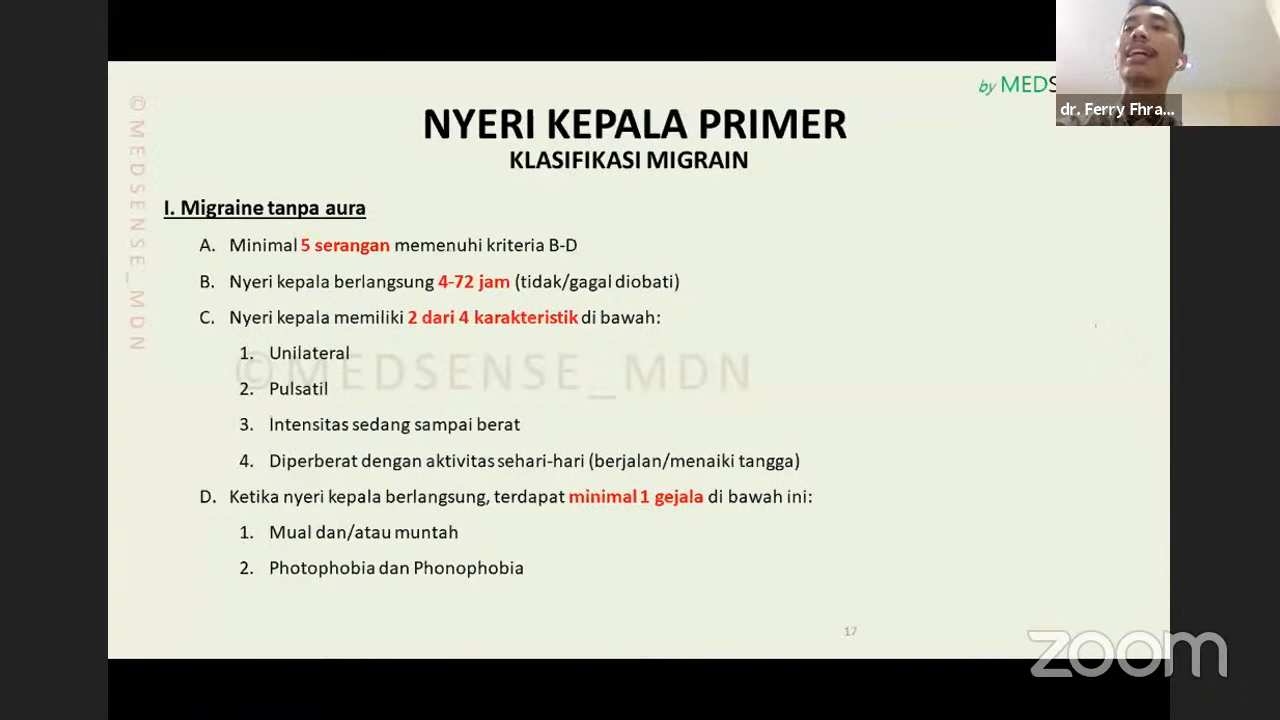 by MEDS
dr. Ferry Fhra...
©MEDSENSE_MDN
NYERI KEPALA PRIMER
KLASIFIKASI MIGRAIN
I. Migraine tanpa aura
A. Minimal 5 serangan memenuhi kriteria B-D
B. Nyeri kepala berlangsung 4-72 jam (tidak/gagal diobati)
C. Nyeri kepala memiliki 2 dari 4 karakteristik di bawah:
1. Unilateral
©MEDSENSE_MDN
2. Pulsatil
3. Intensitas sedang sampai berat
4. Diperberat dengan aktivitas sehari-hari (berjalan/menaiki tangga)
D. Ketika nyeri kepala berlangsung, terdapat minimal 1 gejala di bawah ini:
1. Mual dan/atau muntah
2. Photophobia dan Phonophobia
17
zoom